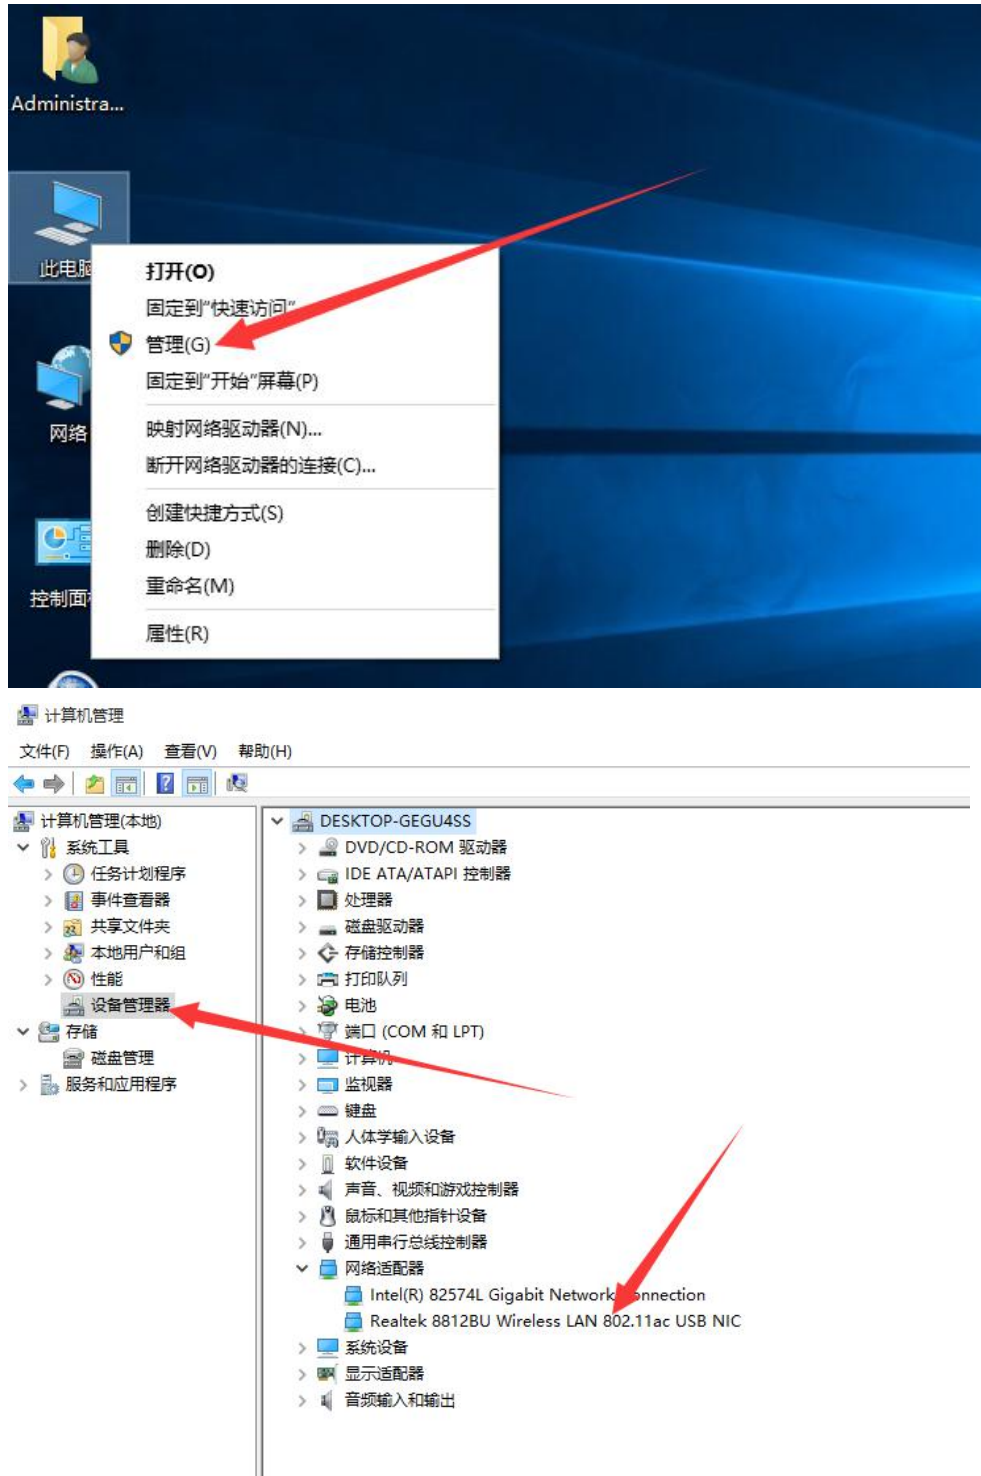 Administra...
此电脑
打开(O)
固定到"快速访问"
管理(G)
固定到"开始"屏幕(P)
网络
映射网络驱动器(N)...
断开网络驱动器的连接(C)...
创建快捷方式(S)
删除(D)
控制面
重命名(M)
属性(R)
计算机管理
文件(F) 操作(A) 查看(V) 帮助(H)
计算机管理(本地)
系统工具
任务计划程序
事件查看器
共享文件夹
本地用户和组
性能
设备管理器
存储
磁盘管理
服务和应用程序
DESKTOP-GEGU4SS
DVD/CD-ROM 驱动器
IDE ATA/ATAPI 控制器
处理器
磁盘驱动器
存储控制器
打印队列
电池
端口 (COM 和 LPT)
计算机
监视器
键盘
人体学输入设备
软件设备
声音、视频和游戏控制器
鼠标和其他指针设备
通用串行总线控制器
网络适配器
Intel(R) 82574L Gigabit Network Connection
Realtek 8812BU Wireless LAN 802.11ac USB NIC
系统设备
显示适配器
音频输入和输出